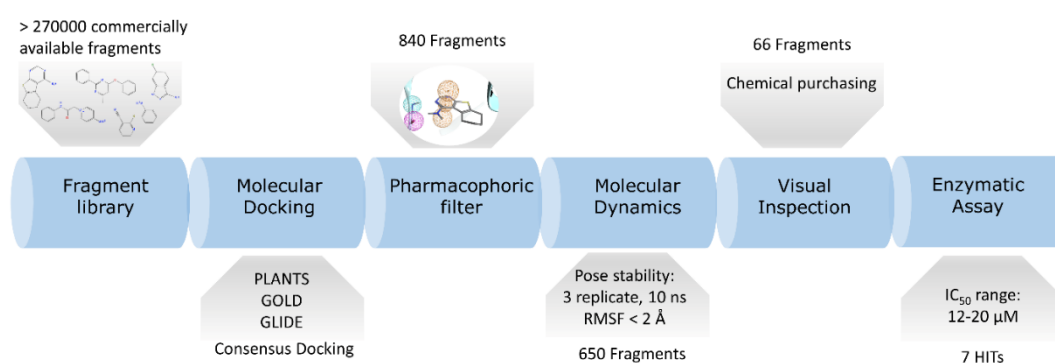 > 270000 commercially
available fragments
840 Fragments
66 Fragments
Chemical purchasing
Fragment
library
Molecular
Docking
Pharmacophoric
filter
Molecular
Dynamics
Visual
Inspection
Enzymatic
Assay
PLANTS
GOLD
GLIDE
Consensus Docking
Pose stability:
3 replicate, 10 ns
RMSF < 2 Å
650 Fragments
IC₅₀ range:
12-20 µM
7 HITs